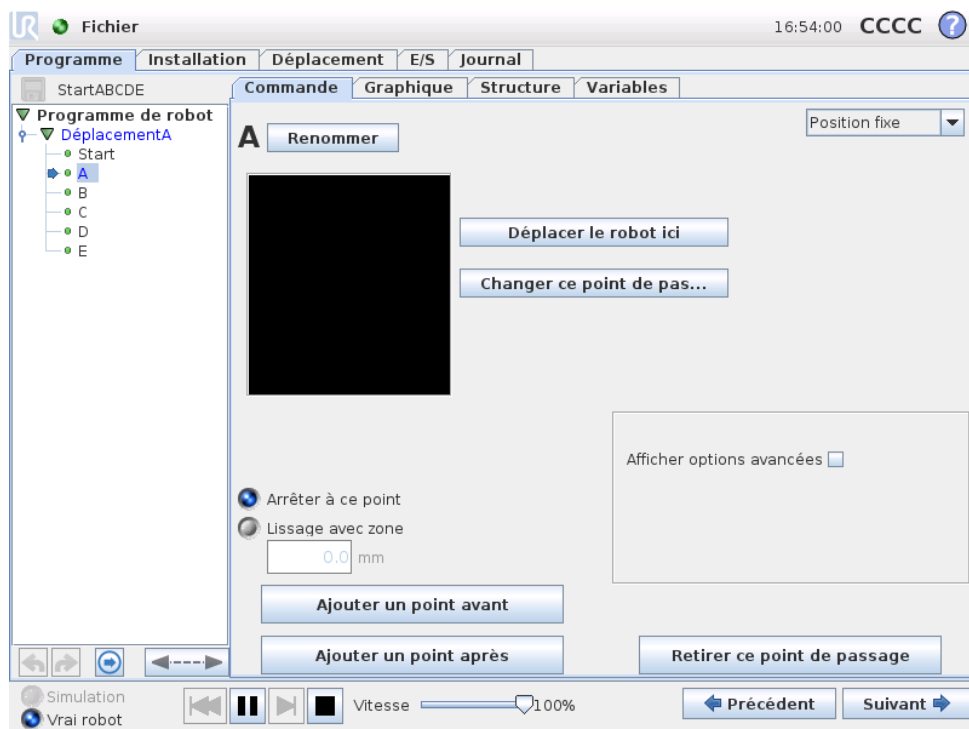 UR Fichier 16:54:00 CCCC ?
Programme Installation Déplacement E/S Journal
StartABCDE
Commande Graphique Structure Variables
Programme de robot
DéplacementA
Start
A
B
C
D
E
A Renommer
Position fixe
Déplacer le robot ici
Changer ce point de pas...
Afficher options avancées
Arrêter à ce point
Lissage avec zone
0.0 mm
Ajouter un point avant
Ajouter un point après
Retirer ce point de passage
Simulation
Vrai robot
Vitesse 100%
Précédent
Suivant